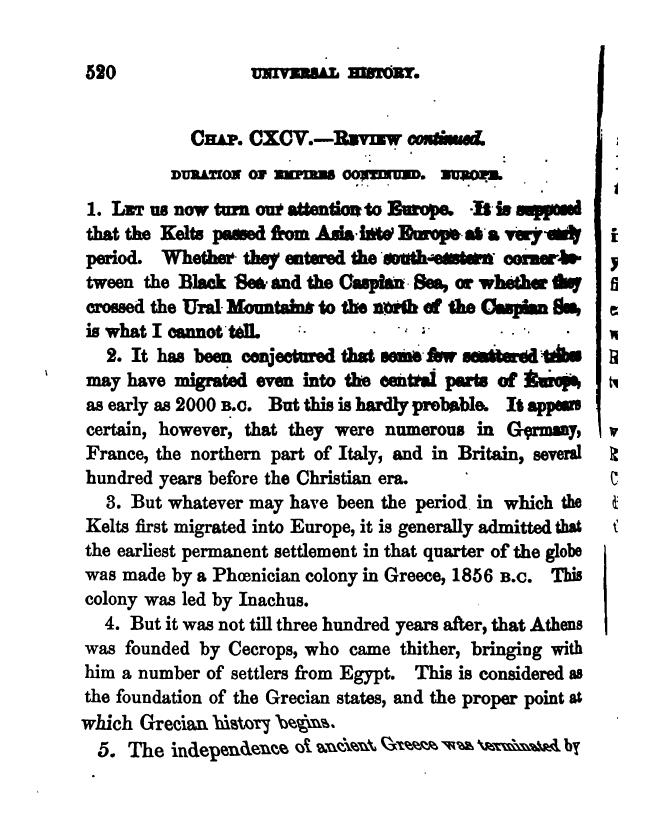 520 UNIVERSAL HISTORY.
CHAP. CXCV.—REVIEW continued.
DURATION OF EMPIRES CONTINUED. EUROPE.
1. LET us now turn our attention to Europe. It is supposed
that the Kelts passed from Asia into Europe at a very early
period. Whether they entered the south-eastern corner be-
tween the Black Sea and the Caspian Sea, or whether they
crossed the Ural Mountains to the north of the Caspian Sea,
is what I cannot tell.
2. It has been conjectured that some few scattered tribes
may have migrated even into the central parts of Europe,
as early as 2000 B.C. But this is hardly probable. It appears
certain, however, that they were numerous in Germany,
France, the northern part of Italy, and in Britain, several
hundred years before the Christian era.
3. But whatever may have been the period in which the
Kelts first migrated into Europe, it is generally admitted that
the earliest permanent settlement in that quarter of the globe
was made by a Phœnician colony in Greece, 1856 B.C. This
colony was led by Inachus.
4. But it was not till three hundred years after, that Athens
was founded by Cecrops, who came thither, bringing with
him a number of settlers from Egypt. This is considered as
the foundation of the Grecian states, and the proper point at
which Grecian history begins.
5. The independence of ancient Greece was terminated by